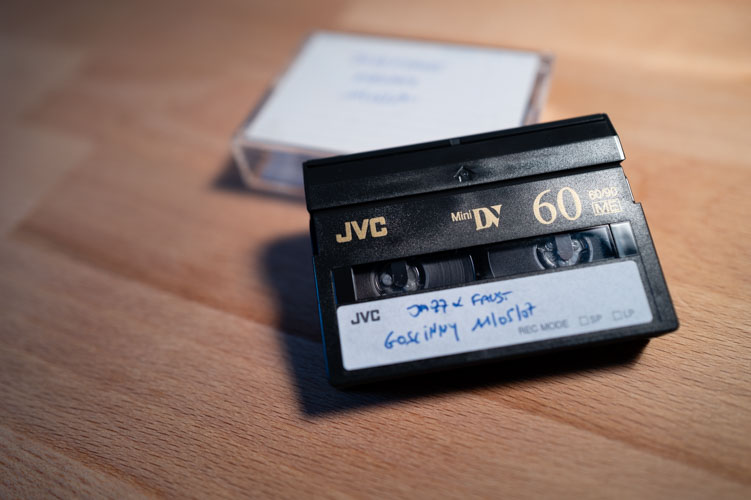 JVC
Mini DV
60
60/90
ME
JVC
JAZZ & FAUST
GOSCINNY 11/05/07
REC MODE □ SP □ LP